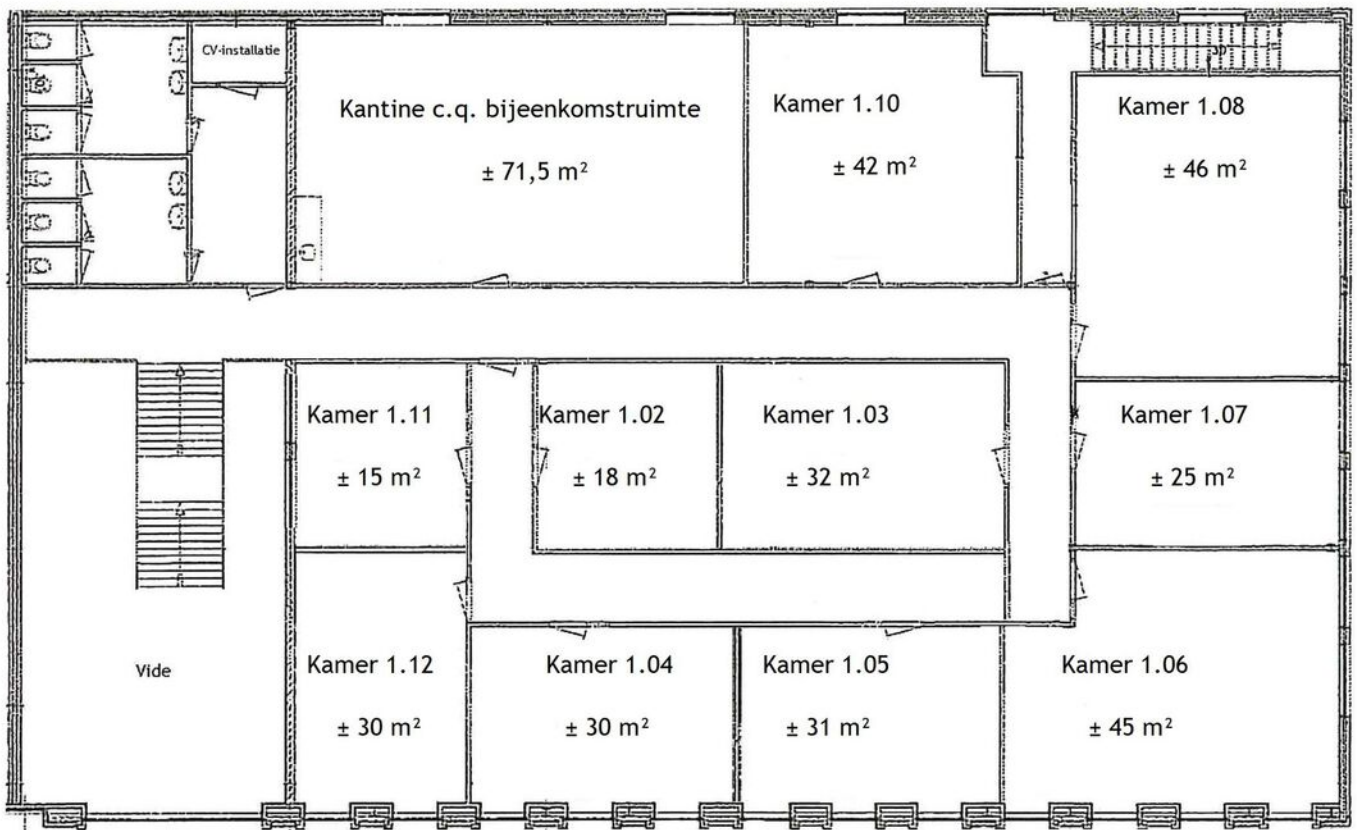 CV-installatie
Kantine c.q. bijeenkomstruimte
± 71,5 m²
Kamer 1.10
± 42 m²
Kamer 1.08
± 46 m²
Kamer 1.11
± 15 m²
Kamer 1.02
± 18 m²
Kamer 1.03
± 32 m²
Kamer 1.07
± 25 m²
Vide
Kamer 1.12
± 30 m²
Kamer 1.04
± 30 m²
Kamer 1.05
± 31 m²
Kamer 1.06
± 45 m²